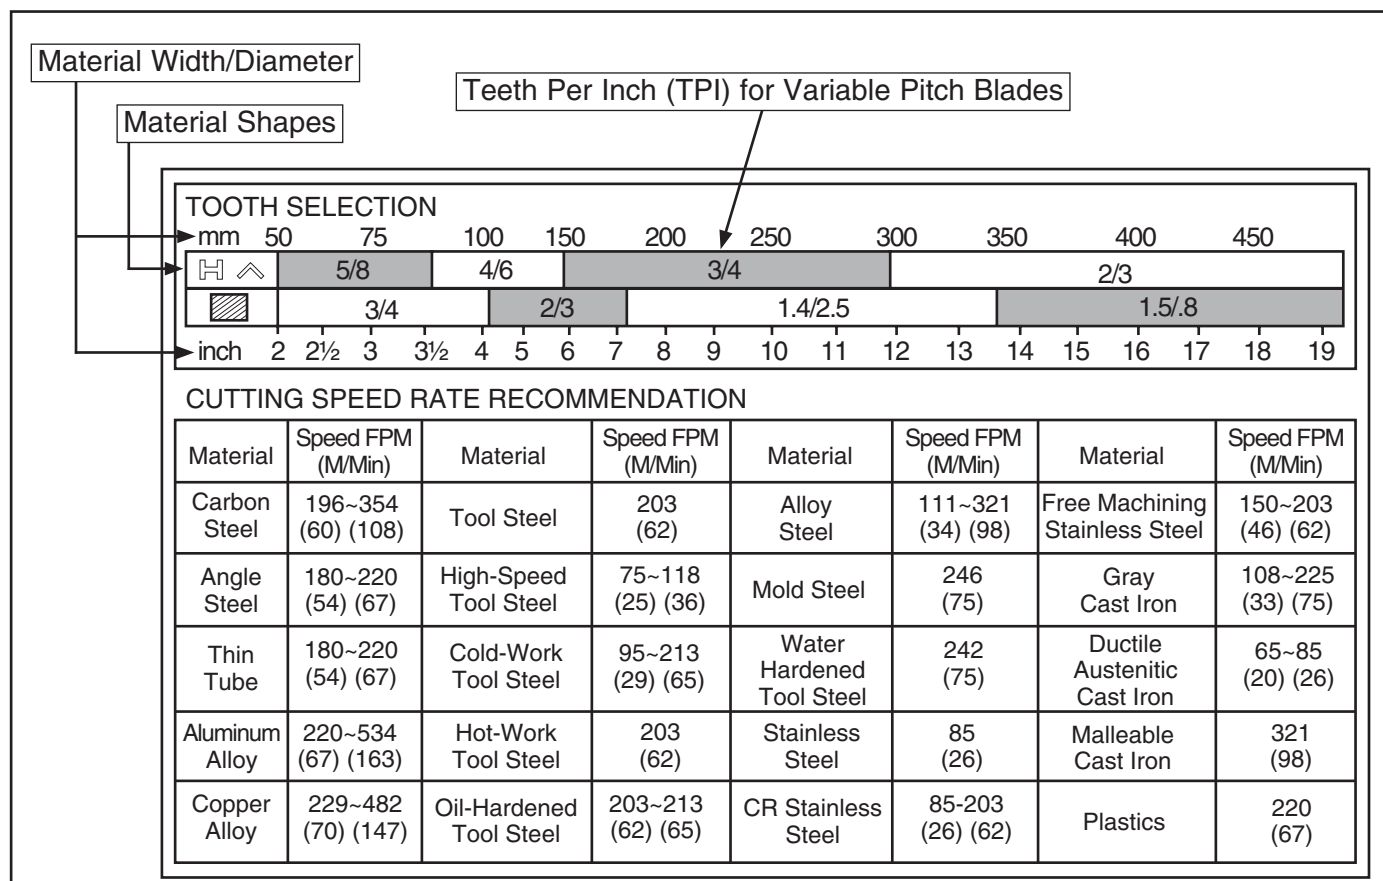 Material Width/Diameter
Teeth Per Inch (TPI) for Variable Pitch Blades
Material Shapes
TOOTH SELECTION
mm 50 75 100 150 200 250 300 350 400 450
5/8 4/6 3/4 2/3
3/4 2/3 1.4/2.5 1.5/.8
inch 2 2½ 3 3½ 4 5 6 7 8 9 10 11 12 13 14 15 16 17 18 19
CUTTING SPEED RATE RECOMMENDATION
Material Speed FPM (M/Min) Material Speed FPM (M/Min) Material Speed FPM (M/Min) Material Speed FPM (M/Min)
Carbon Steel 196~354 (60) (108) Tool Steel 203 (62) Alloy Steel 111~321 (34) (98) Free Machining Stainless Steel 150~203 (46) (62)
Angle Steel 180~220 (54) (67) High-Speed Tool Steel 75~118 (25) (36) Mold Steel 246 (75) Gray Cast Iron 108~225 (33) (75)
Thin Tube 180~220 (54) (67) Cold-Work Tool Steel 95~213 (29) (65) Water Hardened Tool Steel 242 (75) Ductile Austenitic Cast Iron 65~85 (20) (26)
Aluminum Alloy 220~534 (67) (163) Hot-Work Tool Steel 203 (62) Stainless Steel 85 (26) Malleable Cast Iron 321 (98)
Copper Alloy 229~482 (70) (147) Oil-Hardened Tool Steel 203~213 (62) (65) CR Stainless Steel 85-203 (26) (62) Plastics 220 (67)